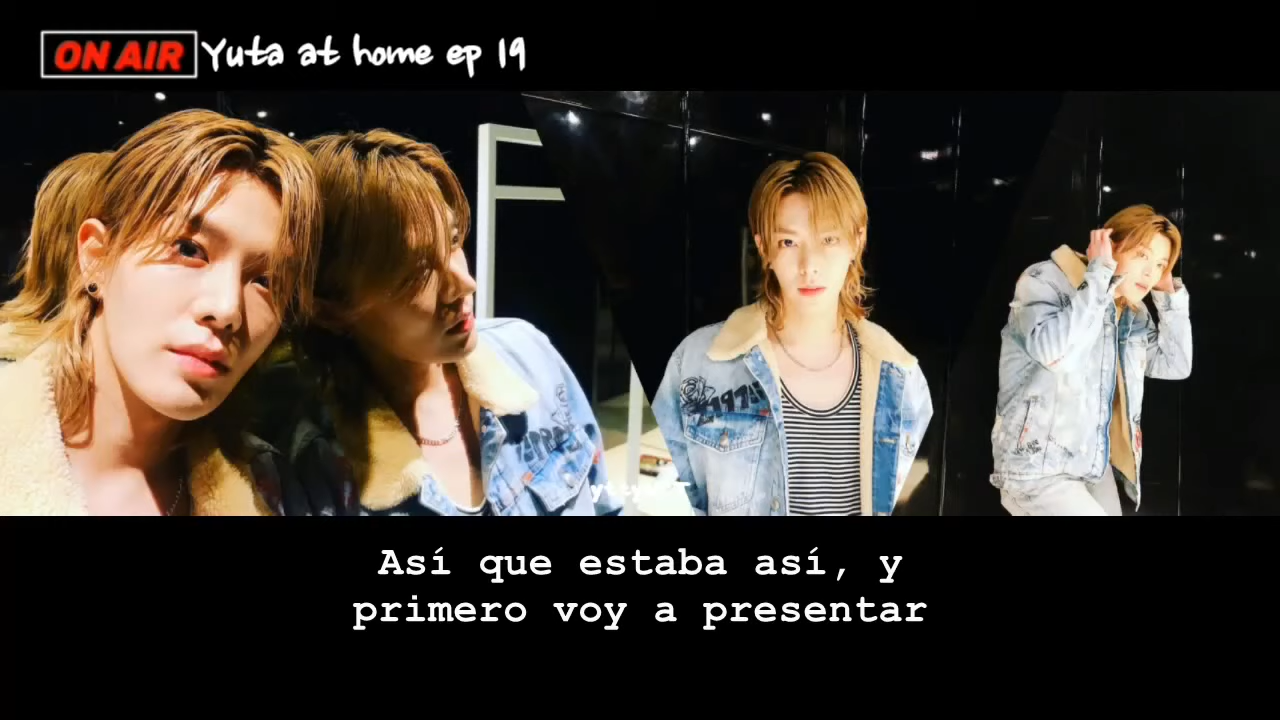 ON AIR Yuta at home ep 19
Así que estaba así, y
primero voy a presentar